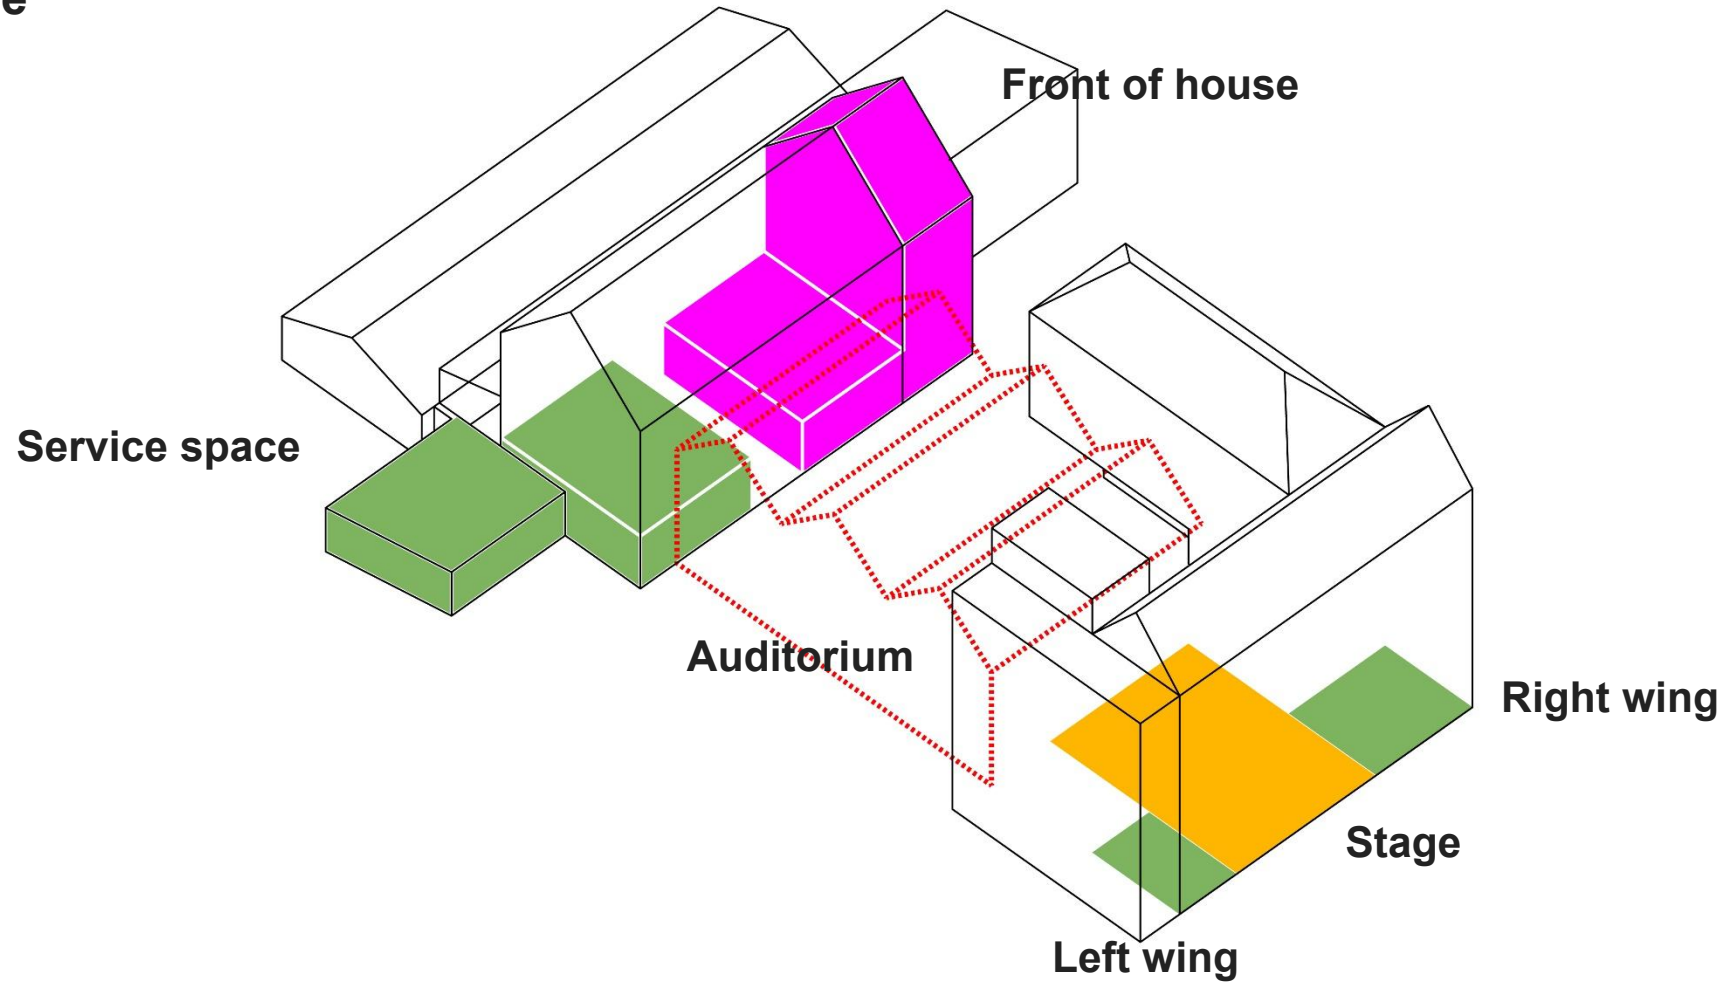 e
Front of house
Service space
Auditorium
Right wing
Stage
Left wing